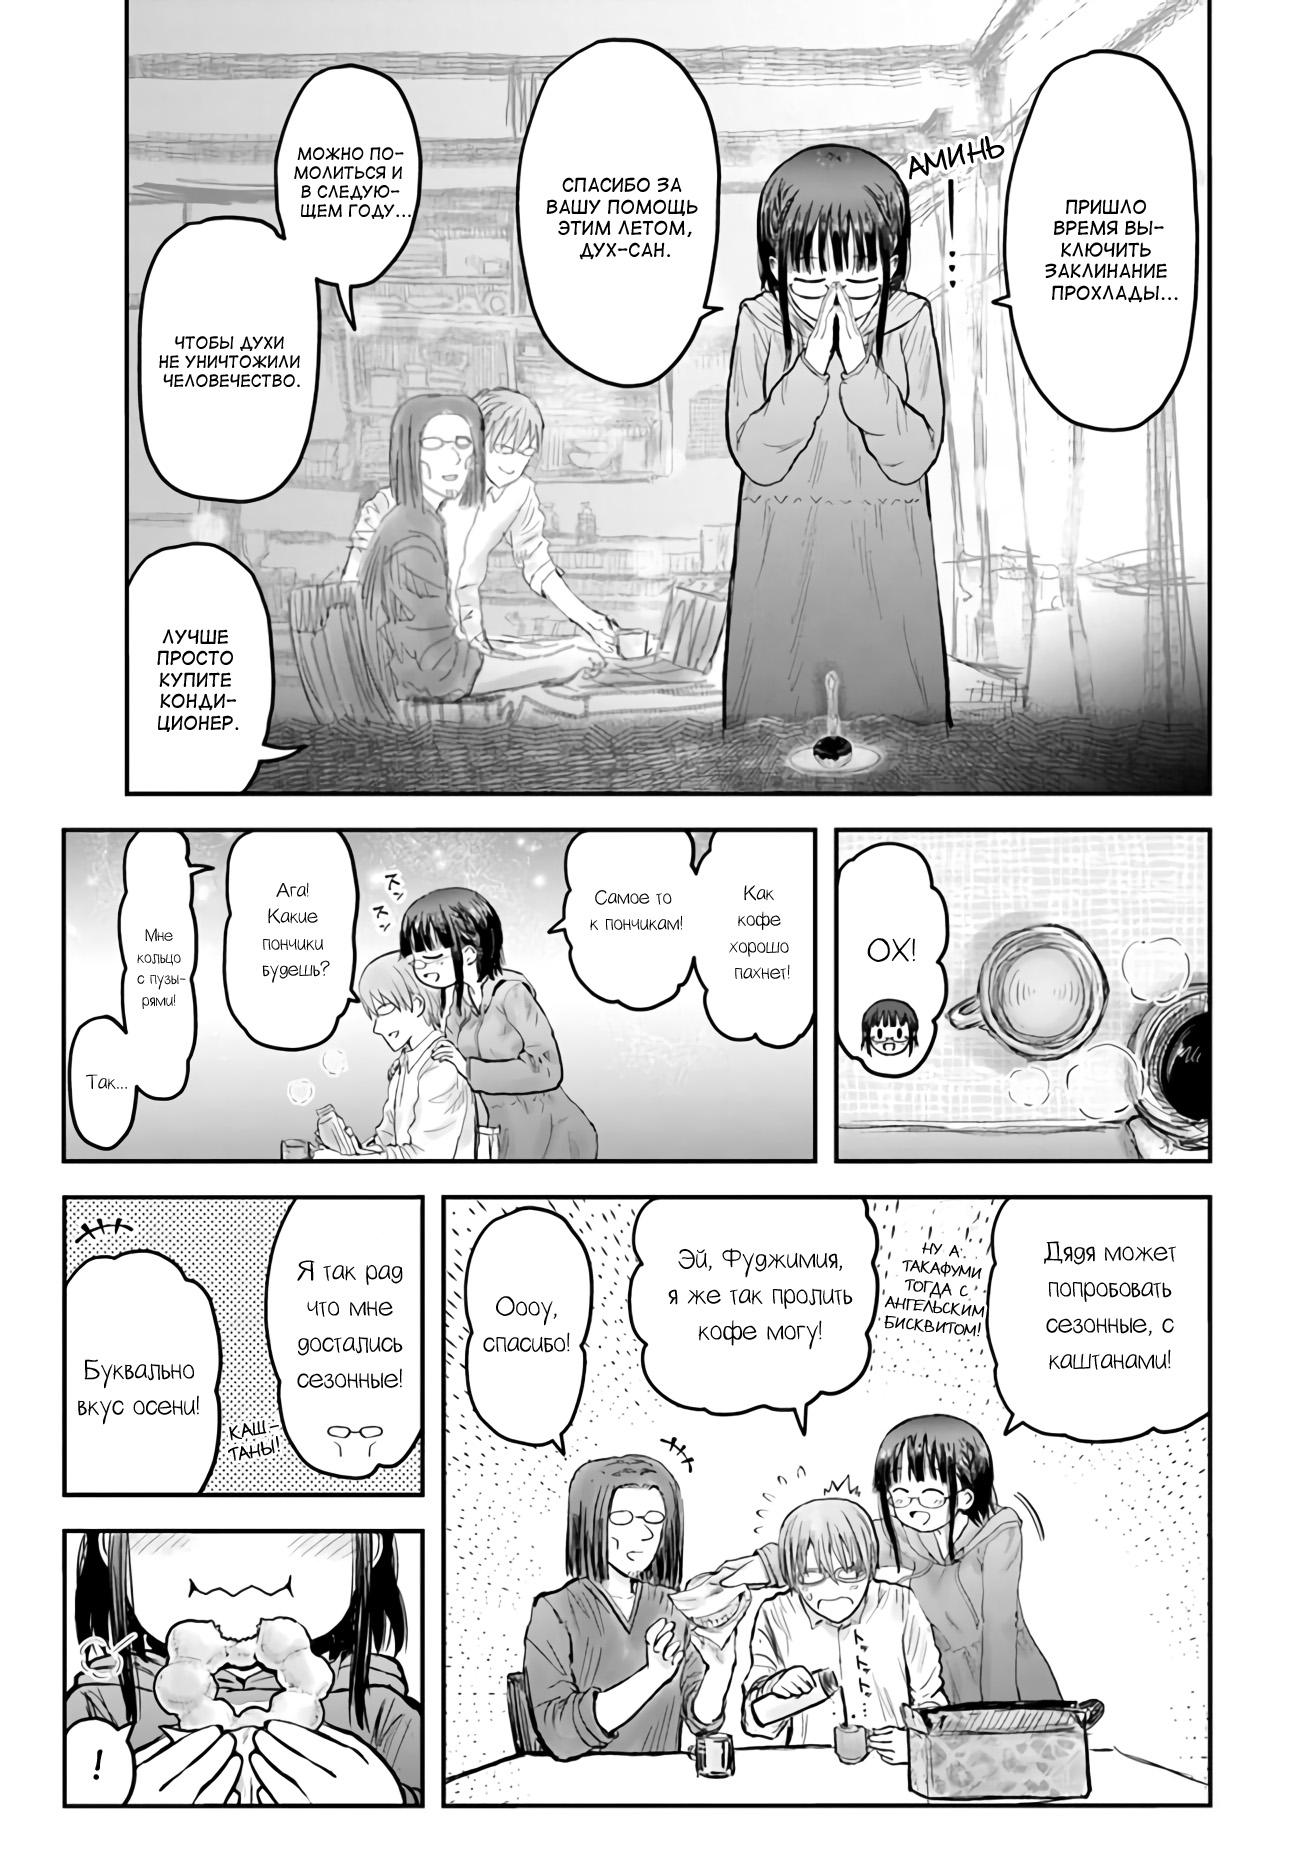 ПРИШЛО
ВРЕМЯ ВЫ-
КЛЮЧИТЬ
ЗАКЛИНАНИЕ
ПРОХЛАДЫ...
АМИНЬ
СПАСИБО ЗА
ВАШУ ПОМОЩЬ
ЭТИМ ЛЕТОМ,
ДУХ-САН.
МОЖНО ПО-
МОЛИТЬСЯ И
В СЛЕДУЮ-
ЩЕМ ГОДУ...
ЧТОБЫ ДУХИ
НЕ УНИЧТОЖИЛИ
ЧЕЛОВЕЧЕСТВО.
ЛУЧШЕ
ПРОСТО
КУПИТЕ
КОНДИ-
ЦИОНЕР.
ОХ!
Как
кофе
хорошо
пахнет!
Самое то
к пончикам!
スン
スン
Ага!
Какие
пончики
будешь?
Мне
кольцо
с пузы-
рями!
Так...
Дядя может
попробовать
сезонные, с
каштанами!
НУ А
ТАКАФУМИ
ТОГДА С
АНГЕЛЬСКИМ
БИСКВИТОМ!
Эй, Фуджимия,
я же так пролить
кофе могу!
Оооу,
спасибо!
Я так рад
что мне
достались
сезонные!
КАШ-
ТАНЫ!
Буквально
вкус осени!
!